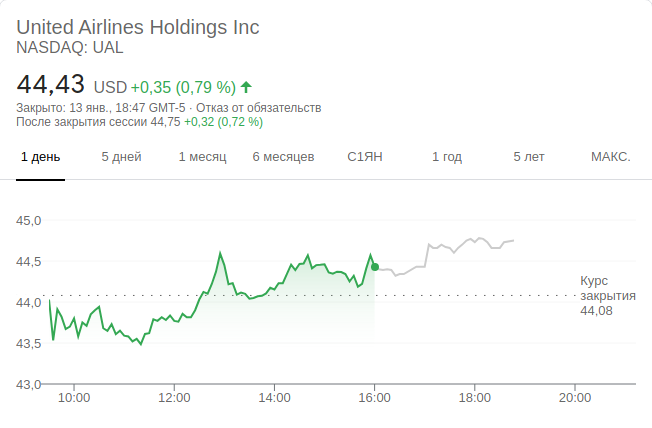 United Airlines Holdings Inc
NASDAQ: UAL
44,43 USD +0,35 (0,79 %)
Закрыто: 13 янв., 18:47 GMT-5 · Отказ от обязательств
После закрытия сессии 44,75 +0,32 (0,72 %)
1 день 5 дней 1 месяц 6 месяцев С1ЯН 1 год 5 лет МАКС.
45,0
44,5
44,0
43,5
43,0
Курс
закрытия
44,08
10:00 12:00 14:00 16:00 18:00 20:00